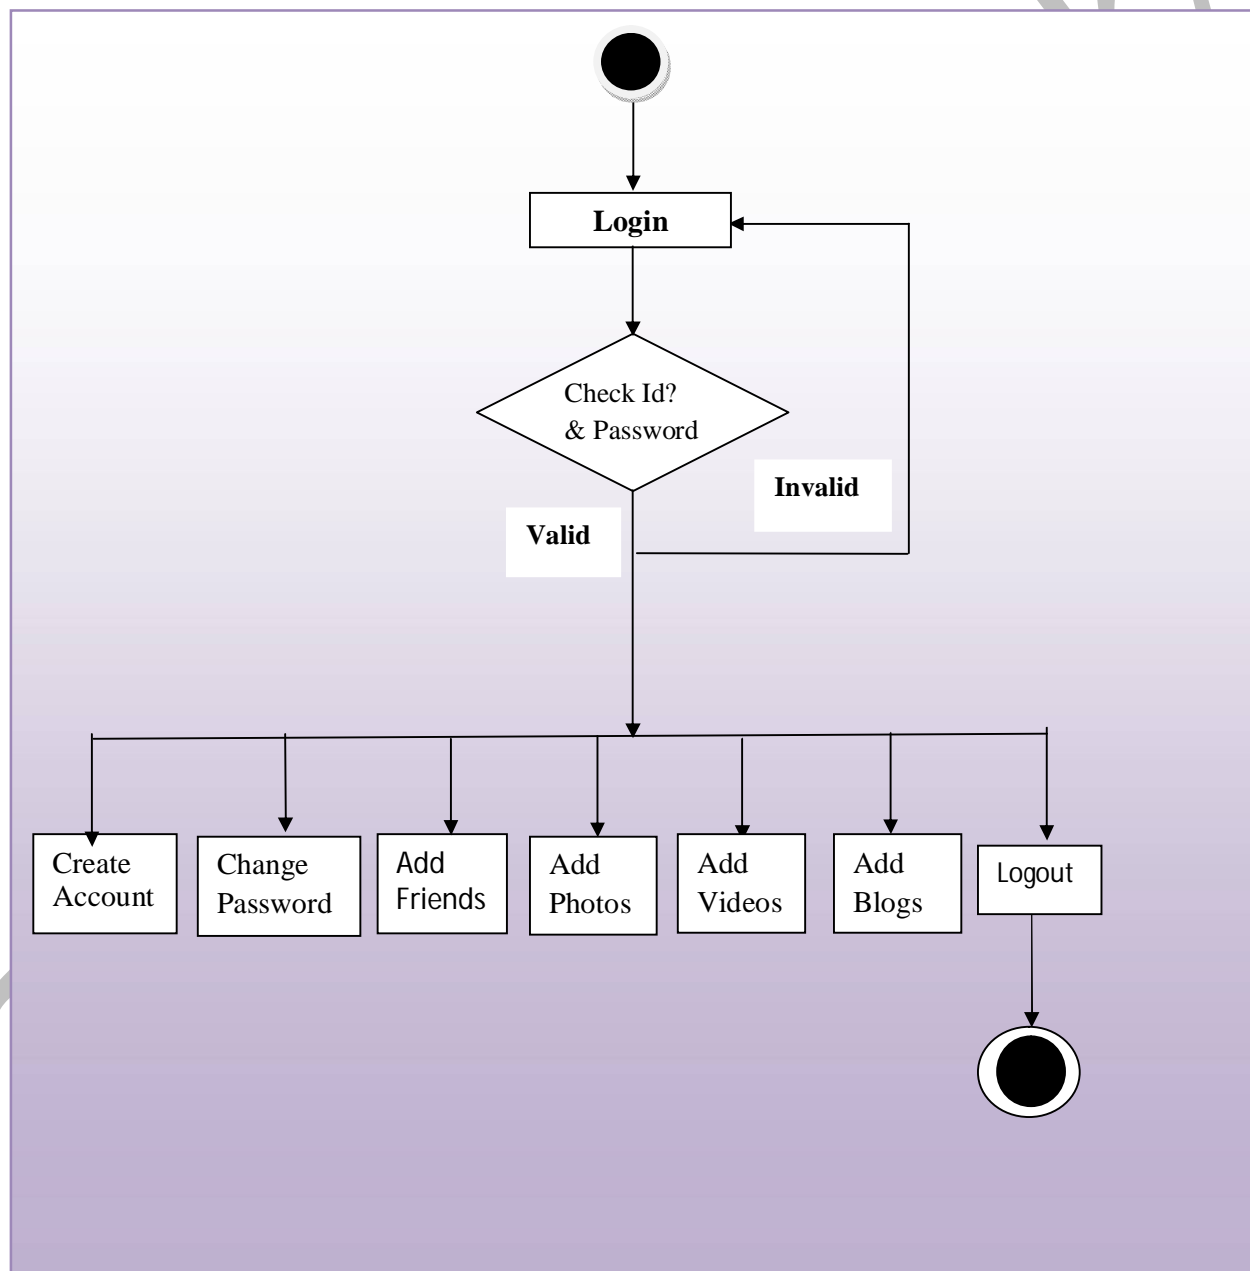 Login
Check Id?
& Password
Invalid
Valid
Create
Account
Change
Password
Add
Friends
Add
Photos
Add
Videos
Add
Blogs
Logout